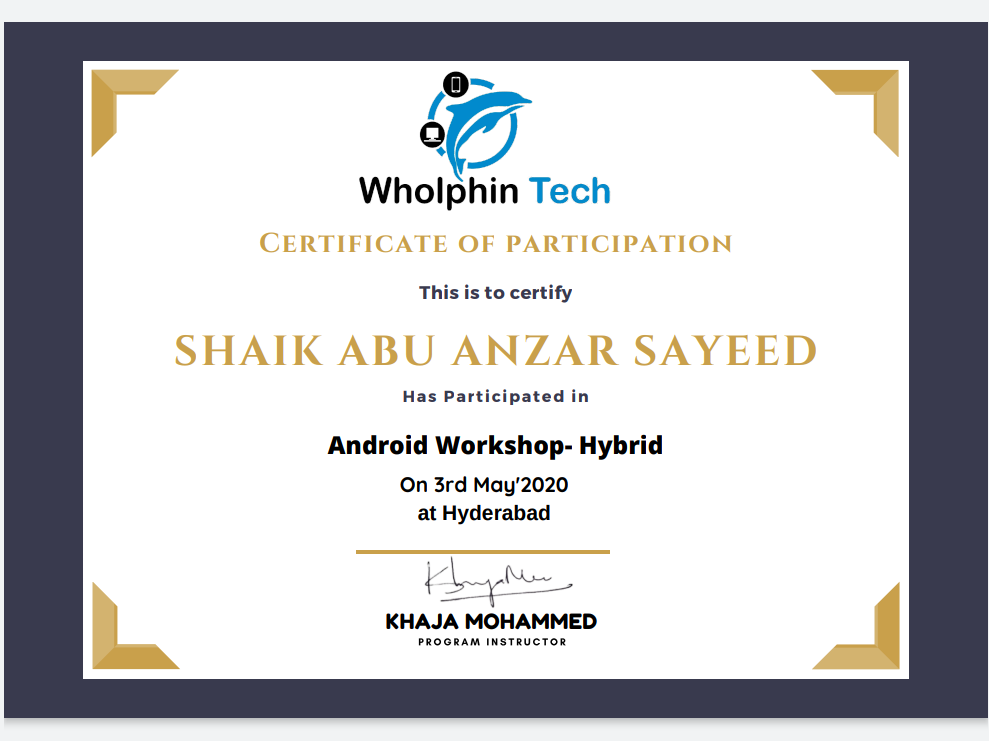 Wholphin Tech
CERTIFICATE OF PARTICIPATION
This is to certify
SHAIK ABU ANZAR SAYEED
Has Participated in
Android Workshop- Hybrid
On 3rd May'2020
at Hyderabad
KHAJA MOHAMMED
PROGRAM INSTRUCTOR